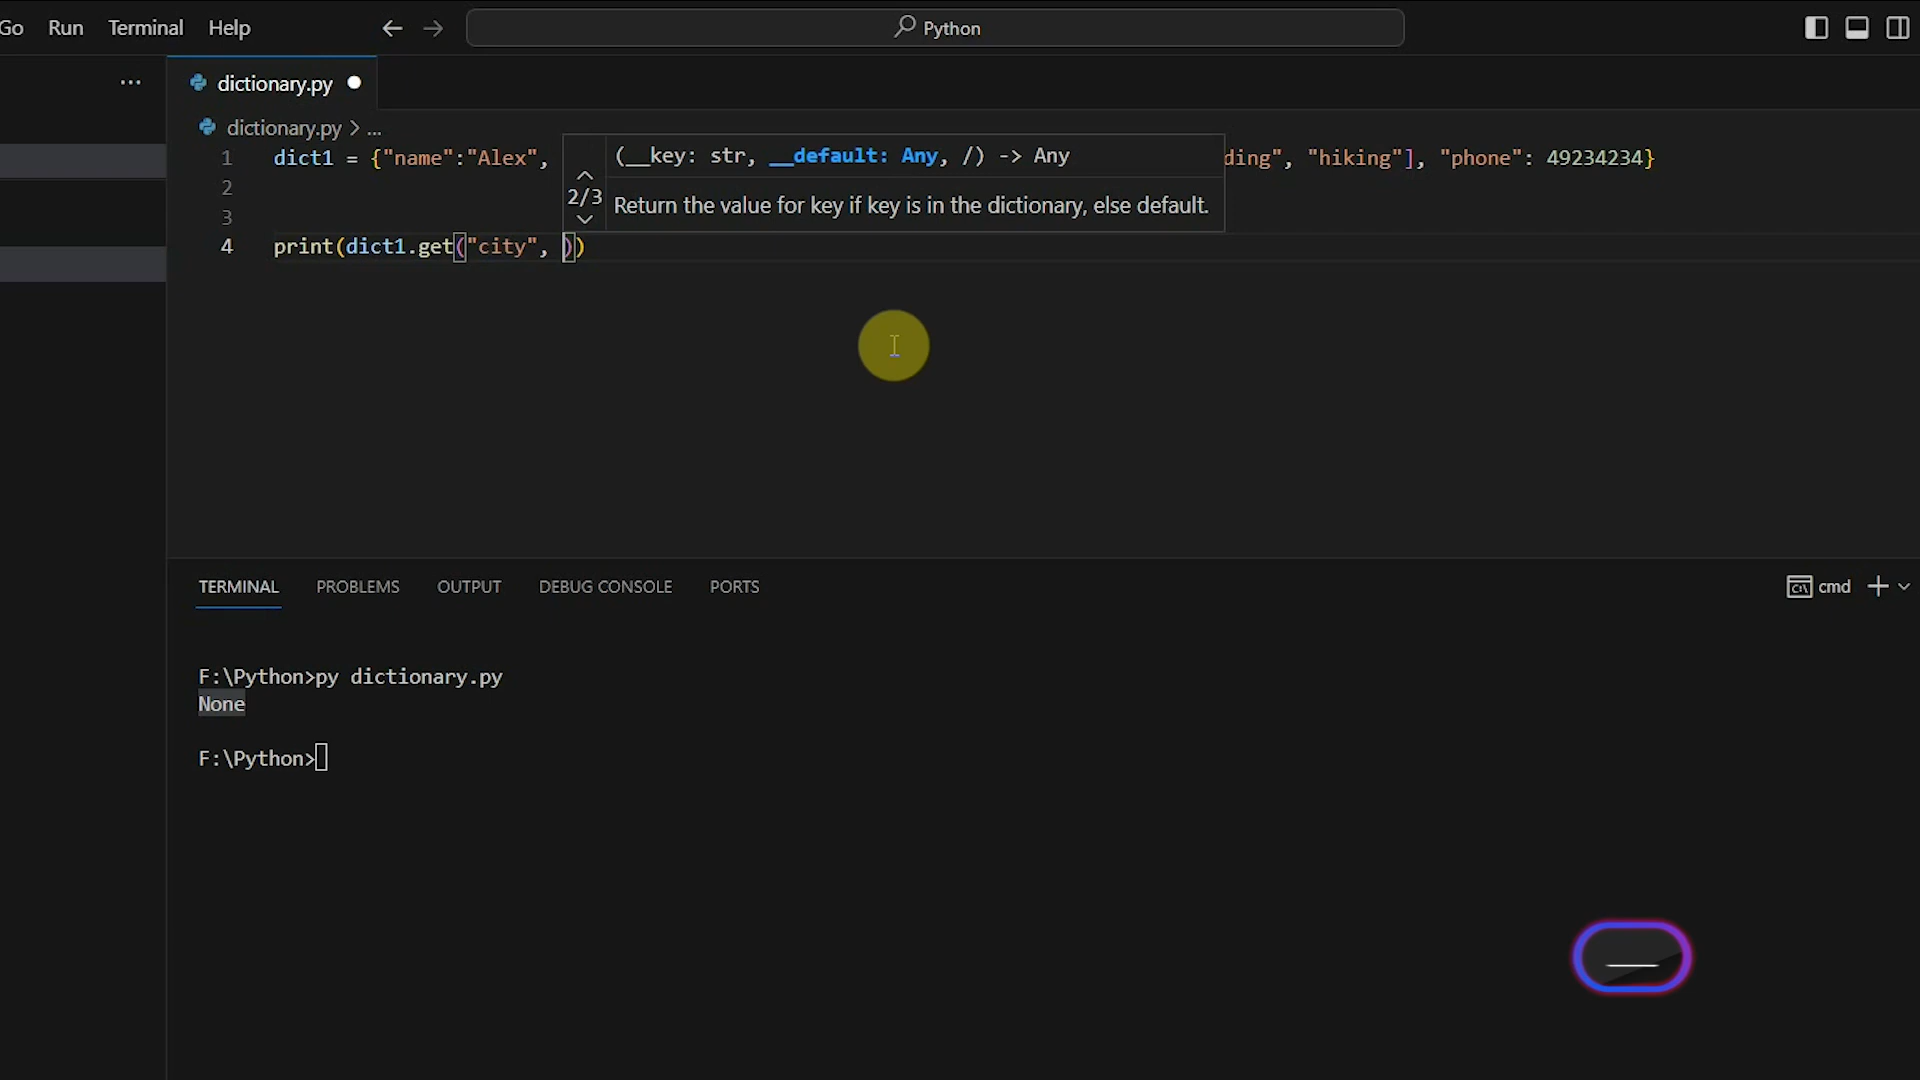 Go Run Terminal Help Python
dictionary.py
dictionary.py > ...
(__key: str, __default: Any, /) -> Any
1 dict1 = {"name":"Alex", ding", "hiking"], "phone": 49234234}
2/3
Return the value for key if key is in the dictionary, else default.
2
3
4 print(dict1.get("city", ))
TERMINAL PROBLEMS OUTPUT DEBUG CONSOLE PORTS cmd
F:\Python>py dictionary.py
None
F:\Python>